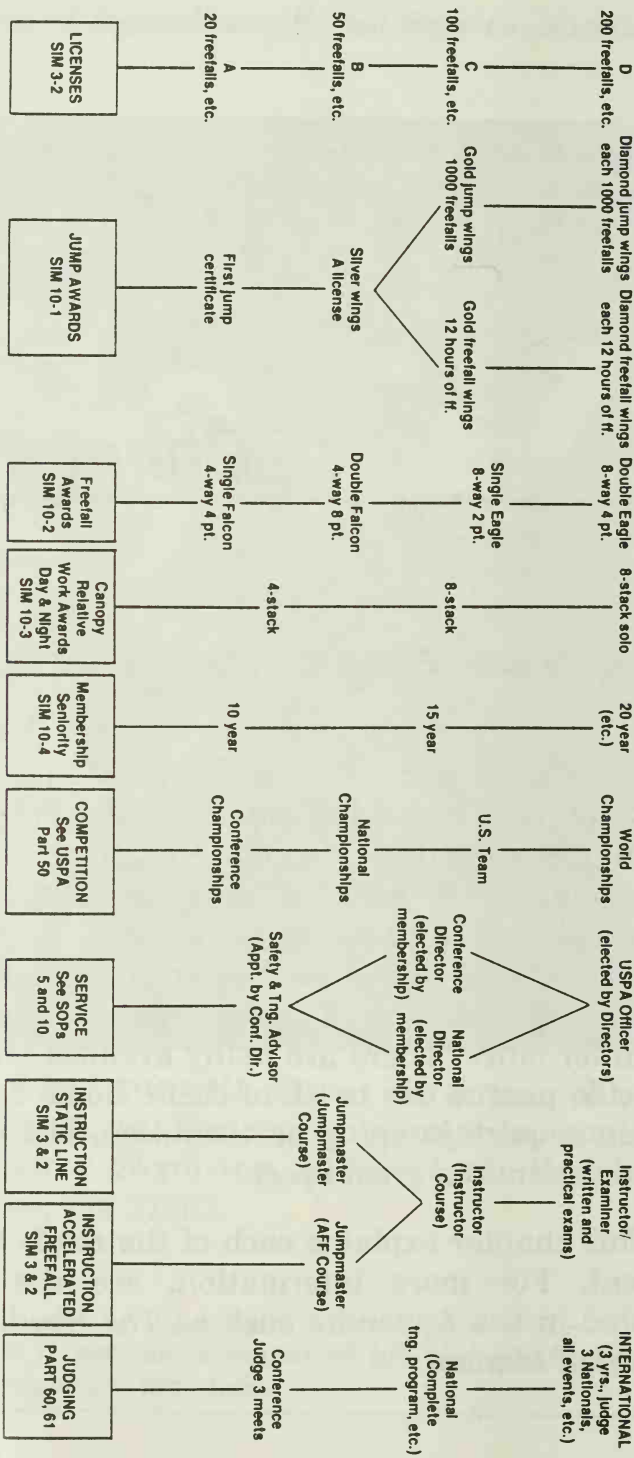 D
200 freefalls, etc.
C
100 freefalls, etc.
B
50 freefalls, etc.
A
20 freefalls, etc.
LICENSES
SIM 3-2
Diamond jump wings
each 1000 freefalls
Diamond freefall wings
each 12 hours of ff.
Gold jump wings
1000 freefalls
Gold freefall wings
12 hours of ff.
Silver wings
A license
First jump
certificate
JUMP AWARDS
SIM 10-1
Double Eagle
8-way 4 pt.
Single Eagle
8-way 2 pt.
Double Falcon
4-way 8 pt.
Single Falcon
4-way 4 pt.
Freefall
Awards
SIM 10-2
8-stack solo
8-stack
4-stack
Canopy
Relative
Work Awards
Day & Night
SIM 10-3
20 year
(etc.)
15 year
10 year
Membership
Seniority
SIM 10-4
World
Championships
U.S. Team
National
Championships
Conference
Championships
COMPETITION
See USPA
Part 50
USPA Officer
(elected by Directors)
Conference
Director
(elected by
membership)
National
Director
(elected by
membership)
Safety & Tng. Advisor
(Appt. by Conf. Dir.)
SERVICE
See SOPs
5 and 10
Instructor/
Examiner
(written and
practical exams)
Instructor
(Instructor
Course)
Jumpmaster
(Jumpmaster
Course)
Jumpmaster
(AFF Course)
INSTRUCTION
STATIC LINE
SIM 3 & 2
INSTRUCTION
ACCELERATED
FREEFALL
SIM 3 & 2
INTERNATIONAL
(3 yrs., judge
3 Nationals,
all events, etc.)
National
(Complete
tng. program, etc.)
Conference
Judge 3 meets
JUDGING
PART 60, 61